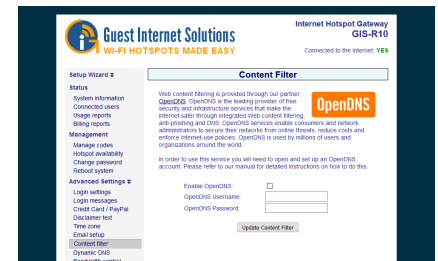 Guest Internet Solutions
WI-FI HOTSPOTS MADE EASY
Internet Hotspot Gateway
GIS-R10
Connected to the Internet: YES
Setup Wizard
Status
System information
Connected users
Usage reports
Billing reports
Management
Manage codes
Hotspot availability
Change password
Reboot system
Advanced Settings
Login settings
Login messages
Credit Card / PayPal
Disclaimer text
Time zone
Email setup
Content filter
Dynamic DNS
Bandwidth control
Content Filter
Web content filtering is provided through our partner,
OpenDNS. OpenDNS is the leading provider of free
security and infrastructure services that make the
internet safer through integrated Web content filtering,
anti-phishing and DNS. OpenDNS services enable consumers and network
administrators to secure their networks from online threats, reduce costs and
enforce internet-use policies. OpenDNS is used by millions of users and
organizations around the world.
OpenDNS
In order to use this service you will need to open and set up an OpenDNS
account. Please refer to our manual for detailed instructions on how to do this.
Enable OpenDNS:
OpenDNS Username:
OpenDNS Password:
Update Content Filter